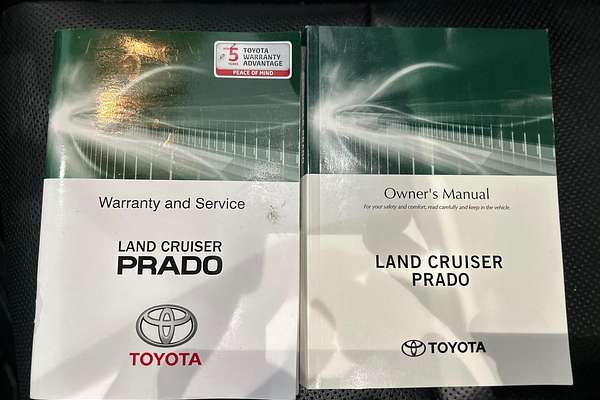 5
YEARS
TOYOTA
WARRANTY
ADVANTAGE
PEACE OF MIND
Warranty and Service
LAND CRUISER
PRADO
TOYOTA
Owner's Manual
For your safety and comfort, read carefully and keep in the vehicle.
LAND CRUISER
PRADO
TOYOTA